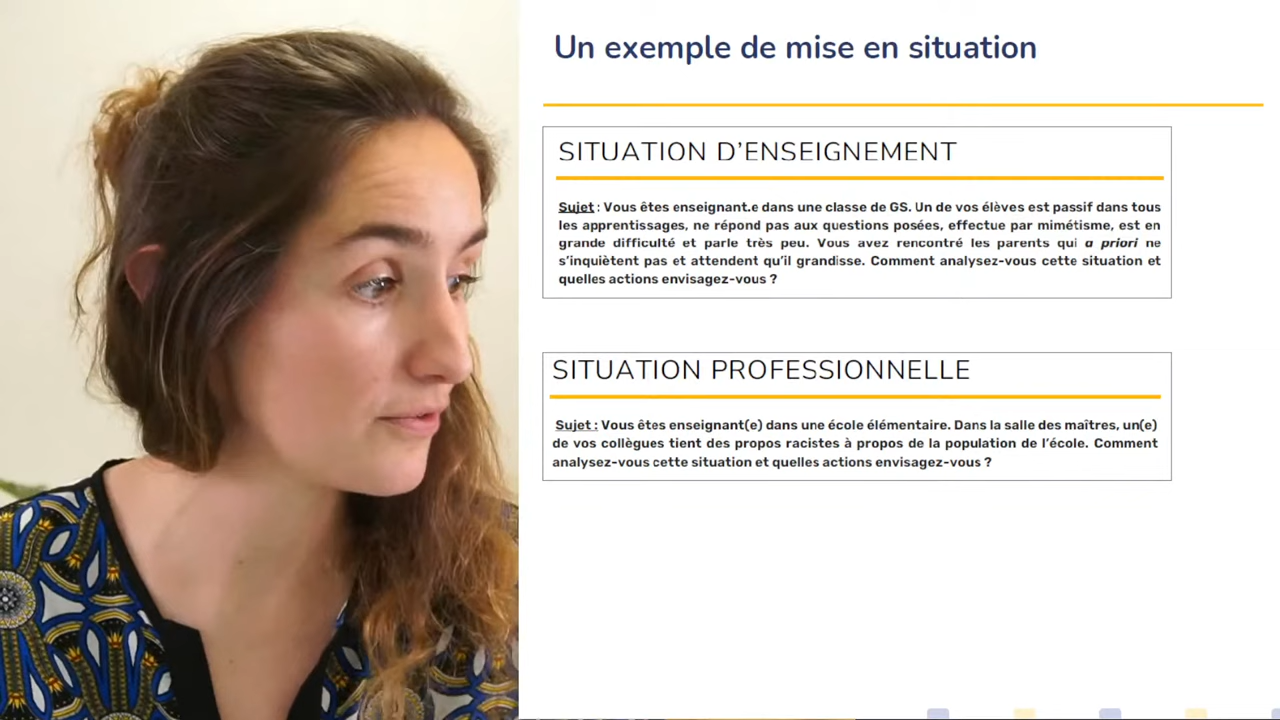 Un exemple de mise en situation
SITUATION D'ENSEIGNEMENT
Sujet : Vous êtes enseignant.e dans une classe de GS. Un de vos élèves est passif dans tous
les apprentissages, ne répond pas aux questions posées, effectue par mimétisme, est en
grande difficulté et parle très peu. Vous avez rencontré les parents qui a priori ne
s'inquiètent pas et attendent qu'il grandisse. Comment analysez-vous cette situation et
quelles actions envisagez-vous ?
SITUATION PROFESSIONNELLE
Sujet : Vous êtes enseignant(e) dans une école élémentaire. Dans la salle des maîtres, un(e)
de vos collègues tient des propos racistes à propos de la population de l'école. Comment
analysez-vous cette situation et quelles actions envisagez-vous ?